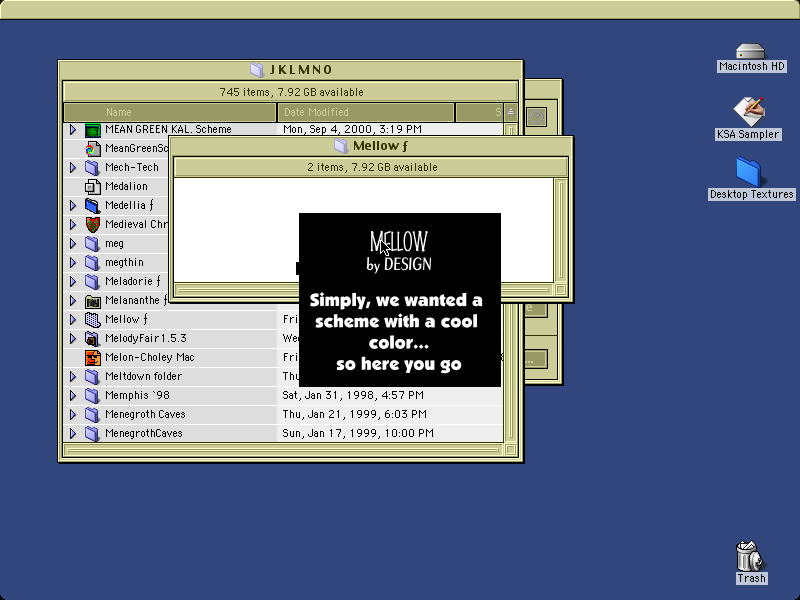 JKLMNO
745 items, 7.92 GB available
Name Date Modified S
MEAN GREEN KAL. Scheme Mon, Sep 4, 2000, 3:19 PM
MeanGreenSc
Mech-Tech
Medalion
Medellia ƒ
Medieval Chr
meg
megthin
Meladorie ƒ
Melananthe ƒ
Mellow ƒ Fri
MelodyFair 1.5.3 We
Melon-Choley Mac Fri
Meltdown folder Thu
Memphis `98 Sat, Jan 31, 1998, 4:57 PM
Menegroth Caves Thu, Jan 21, 1999, 6:03 PM
MenegrothCaves Sun, Jan 17, 1999, 10:00 PM
Mellow ƒ
2 items, 7.92 GB available
MELLOW
by DESIGN
Simply, we wanted a
scheme with a cool
color...
so here you go
Macintosh HD
KSA Sampler
Desktop Textures
Trash